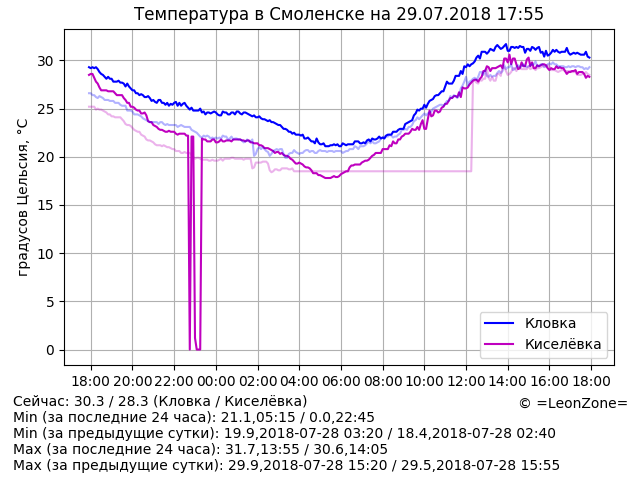 Температура в Смоленске на 29.07.2018 17:55
30
25
20
15
10
5
0
градусов Цельсия, °C
Кловка
Киселёвка
18:00 20:00 22:00 00:00 02:00 04:00 06:00 08:00 10:00 12:00 14:00 16:00 18:00
© =LeonZone=
Сейчас: 30.3 / 28.3 (Кловка / Киселёвка)
Min (за последние 24 часа): 21.1,05:15 / 0.0,22:45
Min (за предыдущие сутки): 19.9,2018-07-28 03:20 / 18.4,2018-07-28 02:40
Max (за последние 24 часа): 31.7,13:55 / 30.6,14:05
Max (за предыдущие сутки): 29.9,2018-07-28 15:20 / 29.5,2018-07-28 15:55